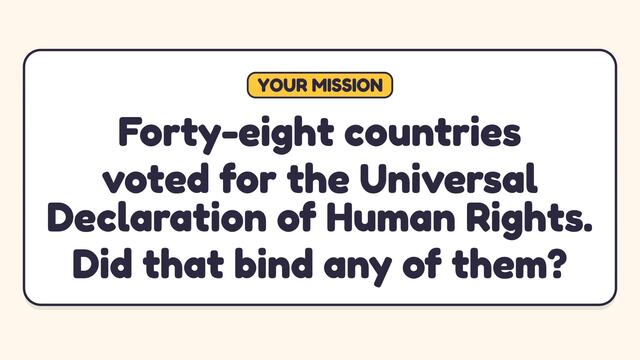 YOUR MISSION
Forty-eight countries
voted for the Universal
Declaration of Human Rights.
Did that bind any of them?